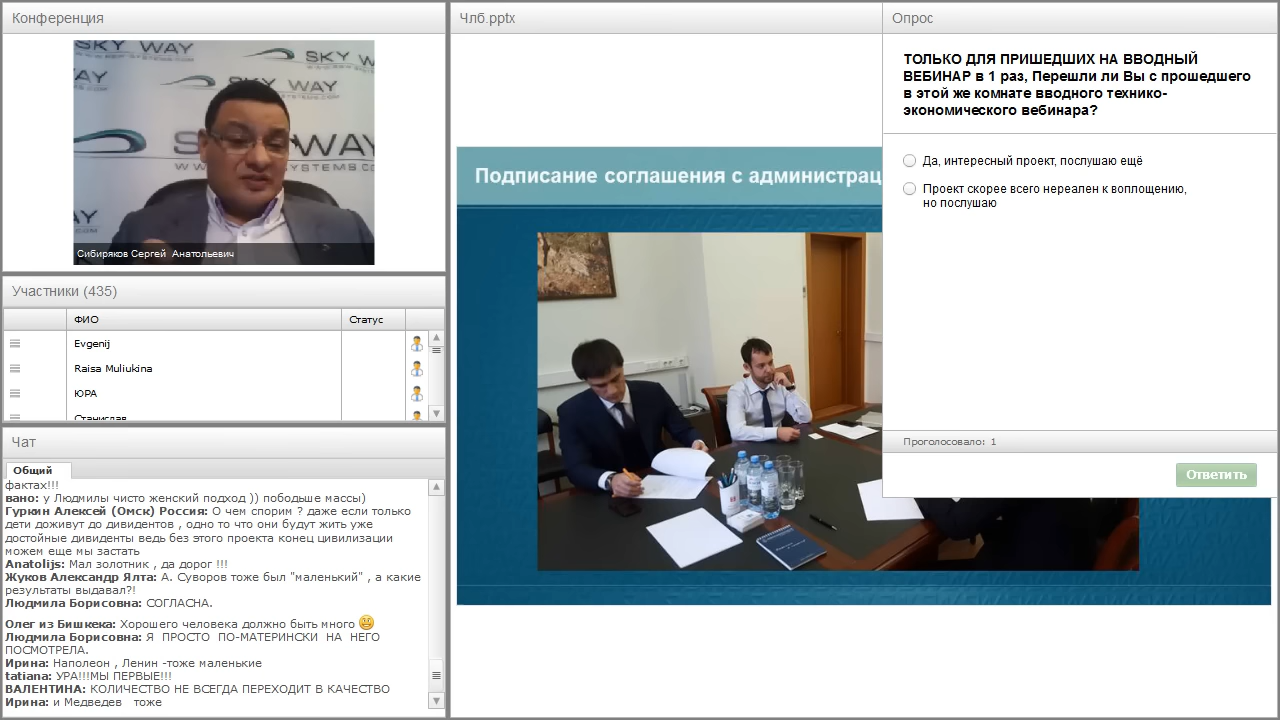 Конференция
SKY WAY
SKY WAY
SKY WAY
Сибиряков Сергей Анатольевич
Участники (435)
ФИО
Статус
Evgenij
Raisa Muliukina
ЮРА
Станислав
Чат
Общий
фактах!!!
вано: у Людмилы чисто женский подход )) пободьше массы)
Гуркин Алексей (Омск) Россия: О чем спорим ? даже если только
дети доживут до дивидентов , одно то что они будут жить уже
достойные дивиденты ведь без этого проекта конец цивилизации
можем еще мы застать
Anatolijs: Мал золотник , да дорог !!!
Жуков Александр Ялта: А. Суворов тоже был "маленький" , а какие
результаты выдавал?!
Людмила Борисовна: СОГЛАСНА.
Олег из Бишкека: Хорошего человека должно быть много
Людмила Борисовна: Я ПРОСТО ПО-МАТЕРИНСКИ НА НЕГО
ПОСМОТРЕЛА.
Ирина: Наполеон , Ленин -тоже маленькие
tatiana: УРА!!!МЫ ПЕРВЫЕ!!!
ВАЛЕНТИНА: КОЛИЧЕСТВО НЕ ВСЕГДА ПЕРЕХОДИТ В КАЧЕСТВО
Ирина: и Медведев тоже
Члб.pptx
Подписание соглашения с администрац
Опрос
ТОЛЬКО ДЛЯ ПРИШЕДШИХ НА ВВОДНЫЙ
ВЕБИНАР в 1 раз, Перешли ли Вы с прошедшего
в этой же комнате вводного технико-
экономического вебинара?
Да, интересный проект, послушаю ещё
Проект скорее всего нереален к воплощению,
но послушаю
Проголосовало: 1
Ответить